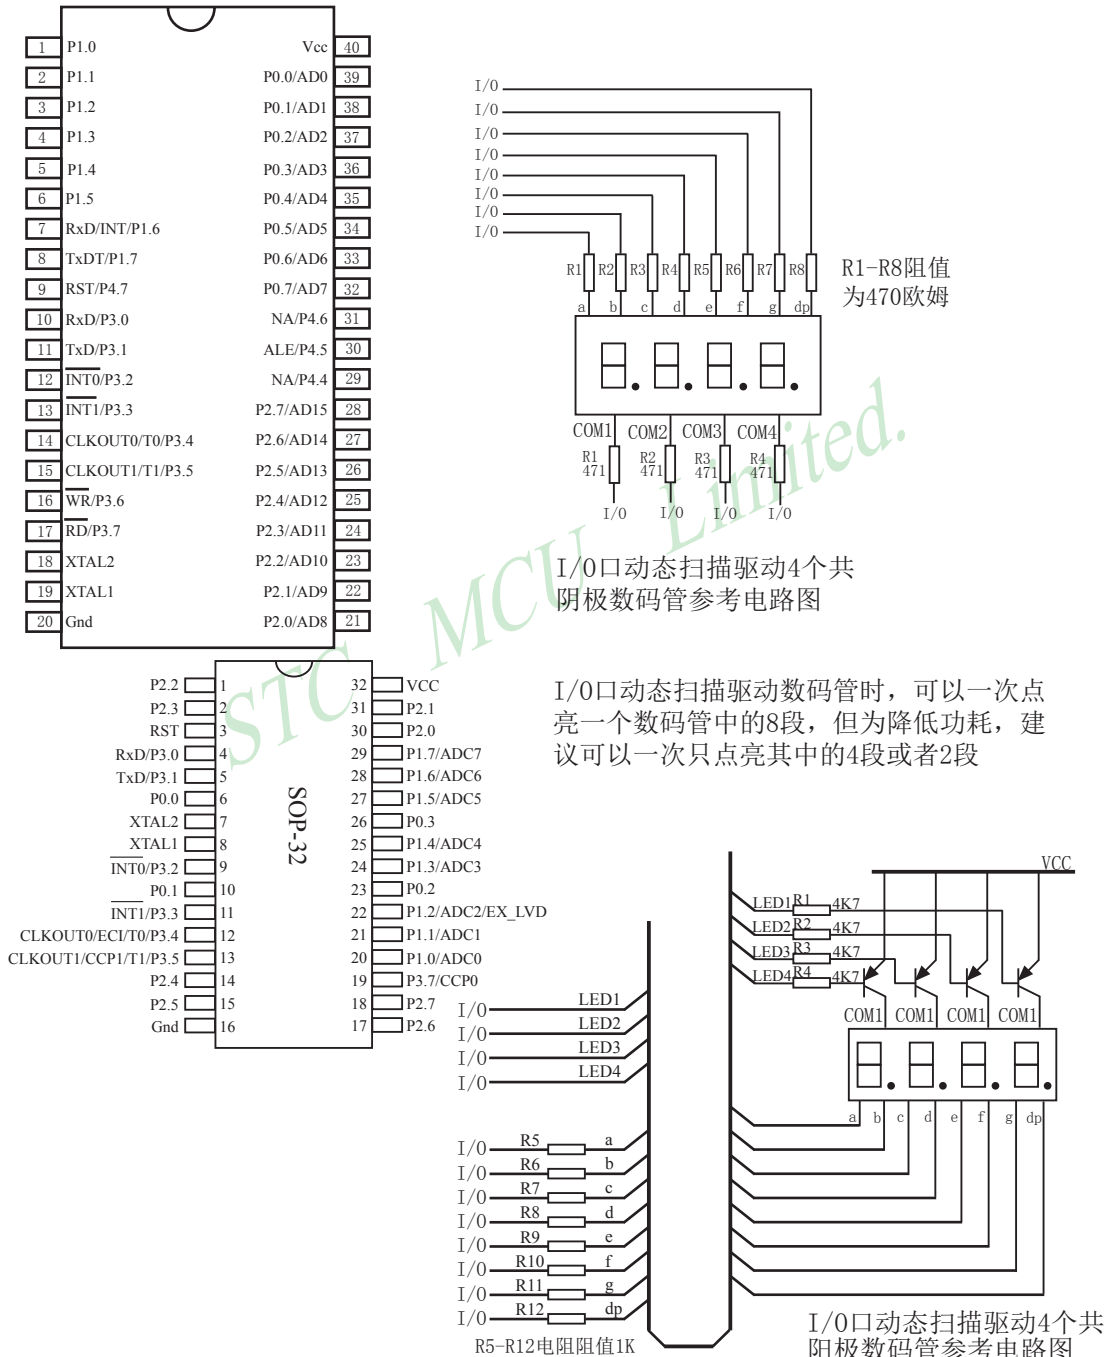 1 P1.0
2 P1.1
3 P1.2
4 P1.3
5 P1.4
6 P1.5
7 RxD/INT/P1.6
8 TxDT/P1.7
9 RST/P4.7
10 RxD/P3.0
11 TxD/P3.1
12 INT0/P3.2
13 INT1/P3.3
14 CLKOUT0/T0/P3.4
15 CLKOUT1/T1/P3.5
16 WR/P3.6
17 RD/P3.7
18 XTAL2
19 XTAL1
20 Gnd
Vcc 40
P0.0/AD0 39
P0.1/AD1 38
P0.2/AD2 37
P0.3/AD3 36
P0.4/AD4 35
P0.5/AD5 34
P0.6/AD6 33
P0.7/AD7 32
NA/P4.6 31
ALE/P4.5 30
NA/P4.4 29
P2.7/AD15 28
P2.6/AD14 27
P2.5/AD13 26
P2.4/AD12 25
P2.3/AD11 24
P2.2/AD10 23
P2.1/AD9 22
P2.0/AD8 21
I/O
I/O
I/O
I/O
I/O
I/O
I/O
I/O
R1 R2 R3 R4 R5 R6 R7 R8
a b c d e f g dp
R1-R8阻值
为470欧姆
COM1 COM2 COM3 COM4
R1 R2 R3 R4
471 471 471 471
I/O I/O I/O I/O
I/O口动态扫描驱动4个共
阴极数码管参考电路图
STC MCU Limited.
I/O口动态扫描驱动数码管时，可以一次点
亮一个数码管中的8段，但为降低功耗，建
议可以一次只点亮其中的4段或者2段
P2.2 1
P2.3 2
RST 3
RxD/P3.0 4
TxD/P3.1 5
P0.0 6
XTAL2 7
XTAL1 8
INT0/P3.2 9
P0.1 10
INT1/P3.3 11
CLKOUT0/ECI/T0/P3.4 12
CLKOUT1/CCP1/T1/P3.5 13
P2.4 14
P2.5 15
Gnd 16
SOP-32
32 VCC
31 P2.1
30 P2.0
29 P1.7/ADC7
28 P1.6/ADC6
27 P1.5/ADC5
26 P0.3
25 P1.4/ADC4
24 P1.3/ADC3
23 P0.2
22 P1.2/ADC2/EX_LVD
21 P1.1/ADC1
20 P1.0/ADC0
19 P3.7/CCP0
18 P2.7
17 P2.6
VCC
LED1 R1 4K7
LED2 R2 4K7
LED3 R3 4K7
LED4 R4 4K7
COM1 COM1 COM1 COM1
a b c d e f g dp
I/O LED1
I/O LED2
I/O LED3
I/O LED4
I/O R5 a
I/O R6 b
I/O R7 c
I/O R8 d
I/O R9 e
I/O R10 f
I/O R11 g
I/O R12 dp
R5-R12电阻阻值1K
I/O口动态扫描驱动4个共
阳极数码管参考电路图